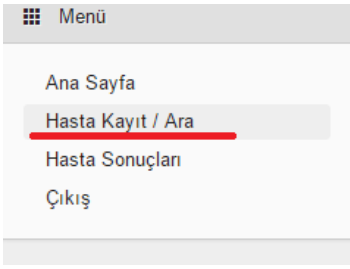 Menü
Ana Sayfa
Hasta Kayıt / Ara
Hasta Sonuçları
Çıkış